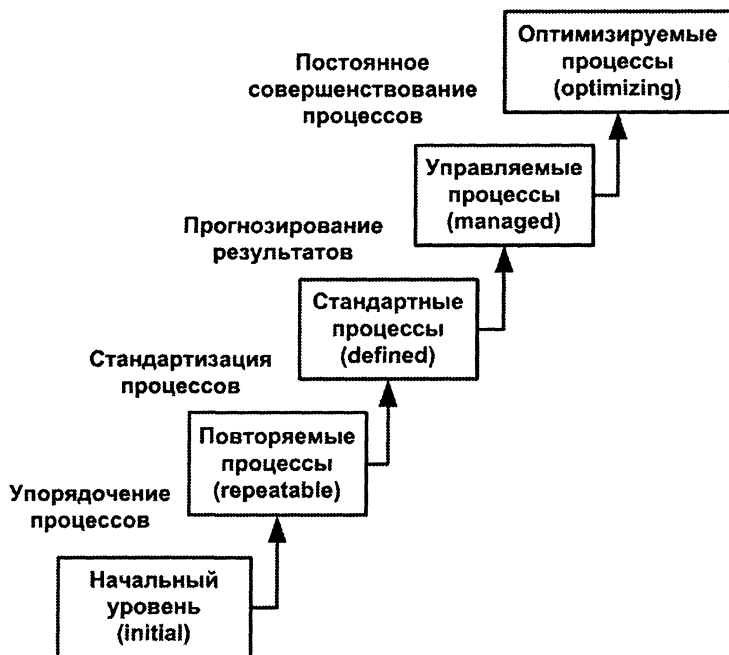 Оптимизируемые
процессы
(optimizing)
Постоянное
совершенствование
процессов
Управляемые
процессы
(managed)
Прогнозирование
результатов
Стандартные
процессы
(defined)
Стандартизация
процессов
Повторяемые
процессы
(repeatable)
Упорядочение
процессов
Начальный
уровень
(initial)